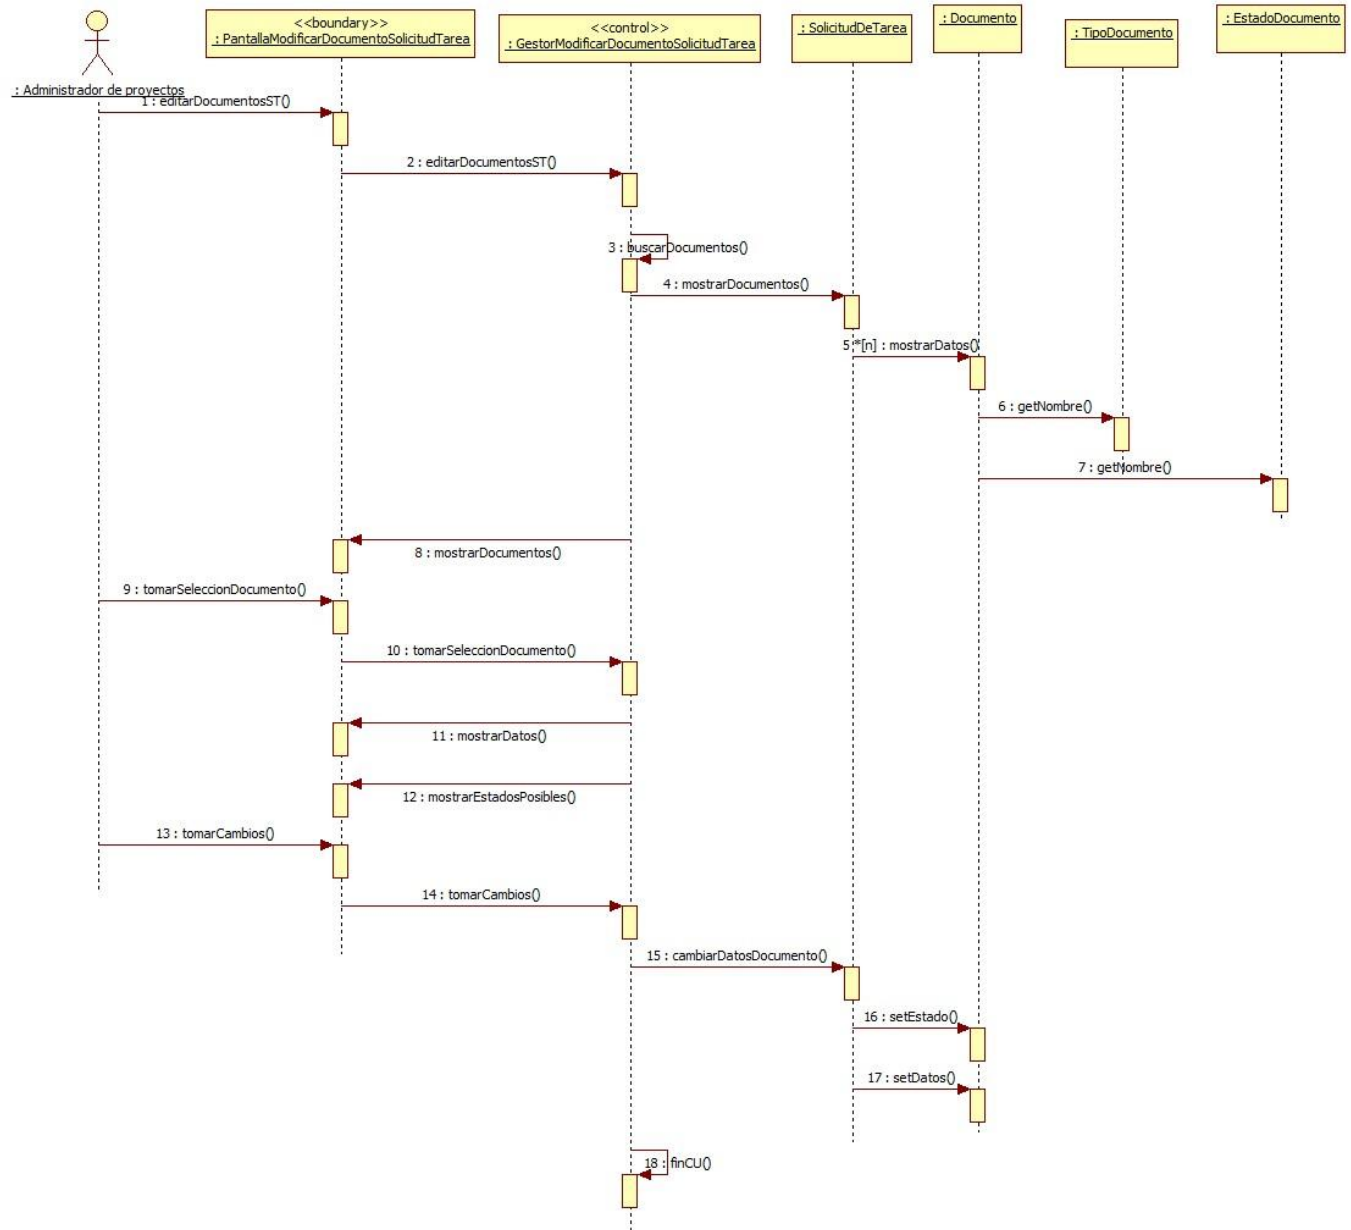 <<boundary>>
: PantallaModificarDocumentoSolicitudTarea
<<control>>
: GestorModificarDocumentoSolicitudTarea
: SolicitudDeTarea
: Documento
: TipoDocumento
: EstadoDocumento
: Administrador de proyectos
1 : editarDocumentosST()
2 : editarDocumentosST()
3 : buscarDocumentos()
4 : mostrarDocumentos()
5 *[n] : mostrarDatos()
6 : getNombre()
7 : getNombre()
8 : mostrarDocumentos()
9 : tomarSeleccionDocumento()
10 : tomarSeleccionDocumento()
11 : mostrarDatos()
12 : mostrarEstadosPosibles()
13 : tomarCambios()
14 : tomarCambios()
15 : cambiarDatosDocumento()
16 : setEstado()
17 : setDatos()
18 : finCU()